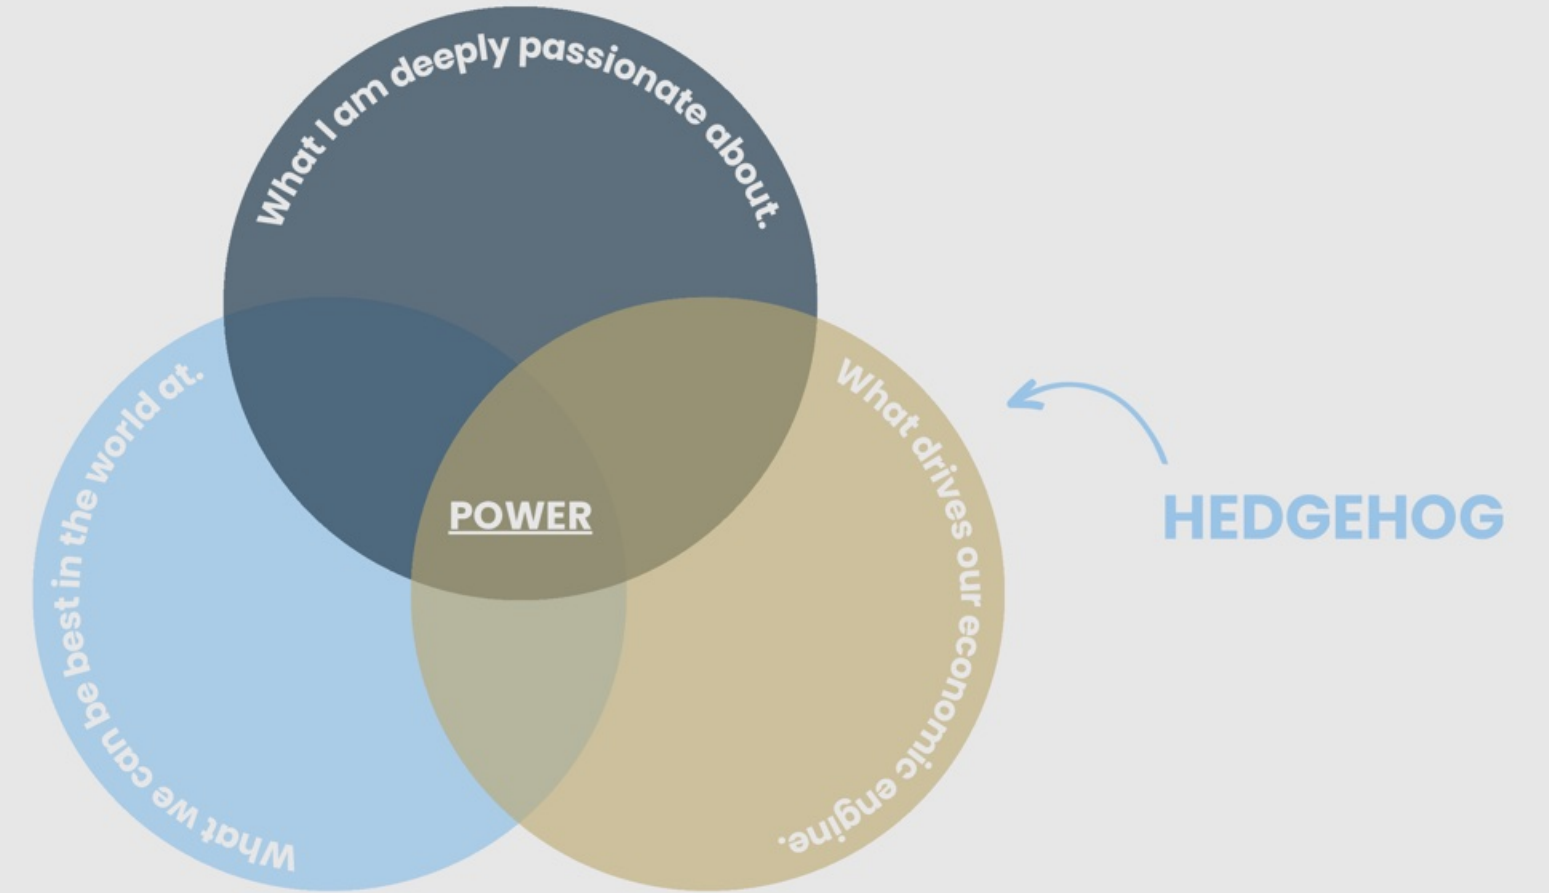 What I am deeply passionate about.
What we can be best in the world at.
What drives our economic engine.
POWER
HEDGEHOG